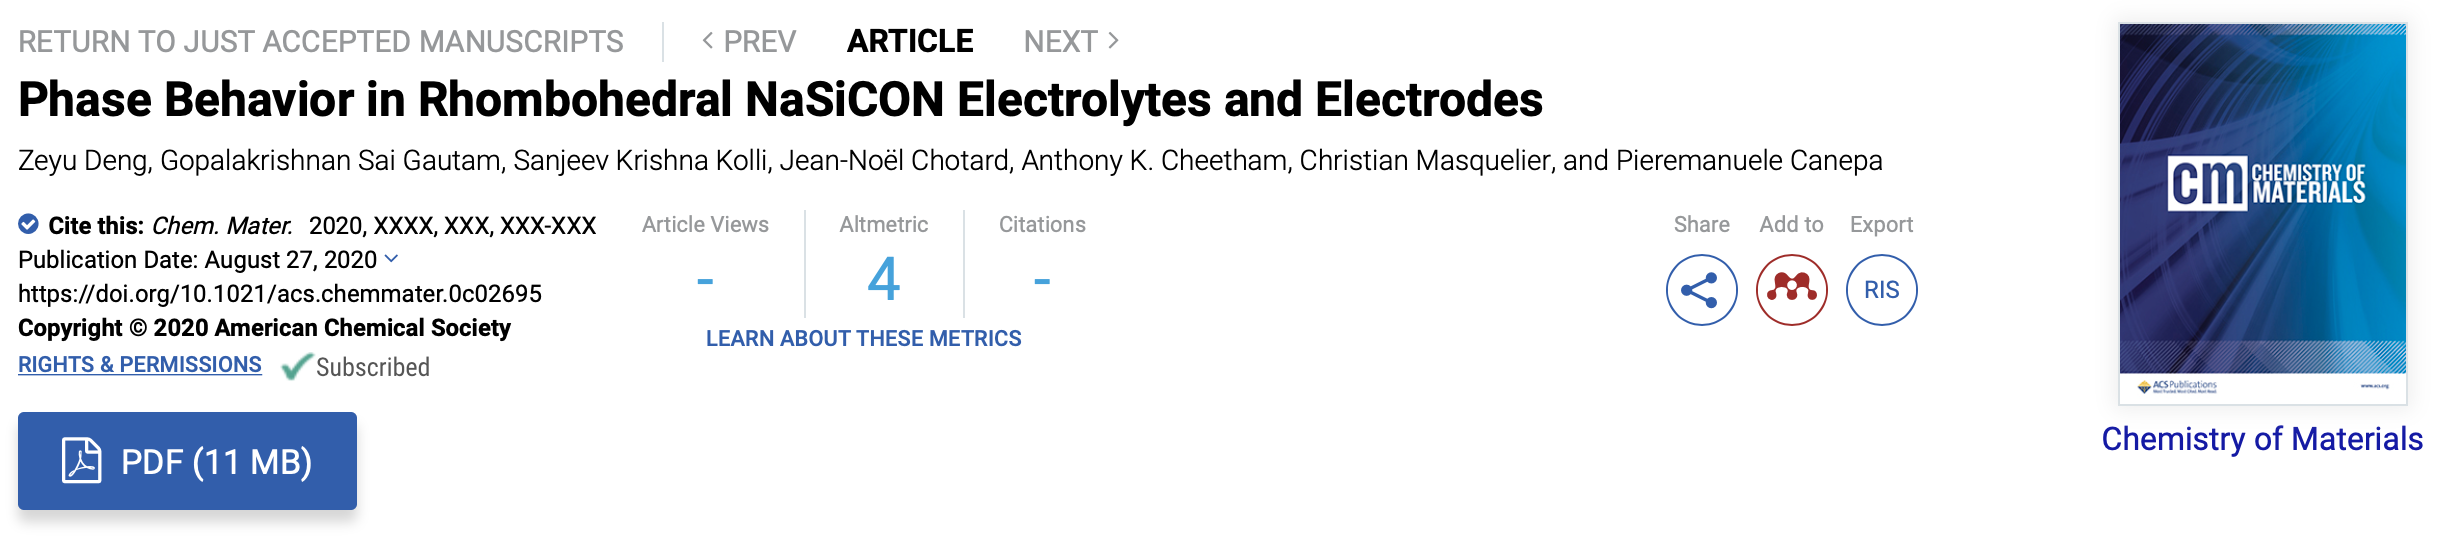 RETURN TO JUST ACCEPTED MANUSCRIPTS
< PREV
ARTICLE
NEXT >
Phase Behavior in Rhombohedral NaSiCON Electrolytes and Electrodes
Zeyu Deng, Gopalakrishnan Sai Gautam, Sanjeev Krishna Kolli, Jean-Noël Chotard, Anthony K. Cheetham, Christian Masquelier, and Pieremanuele Canepa
Cite this: Chem. Mater. 2020, XXXX, XXX, XXX-XXX
Publication Date: August 27, 2020
https://doi.org/10.1021/acs.chemmater.0c02695
Copyright © 2020 American Chemical Society
RIGHTS & PERMISSIONS
Subscribed
Article Views
-
Altmetric
4
Citations
-
LEARN ABOUT THESE METRICS
Share
Add to
Export
RIS
PDF (11 MB)
cm
CHEMISTRY OF
MATERIALS
ACS Publications
www.acs.org
Chemistry of Materials